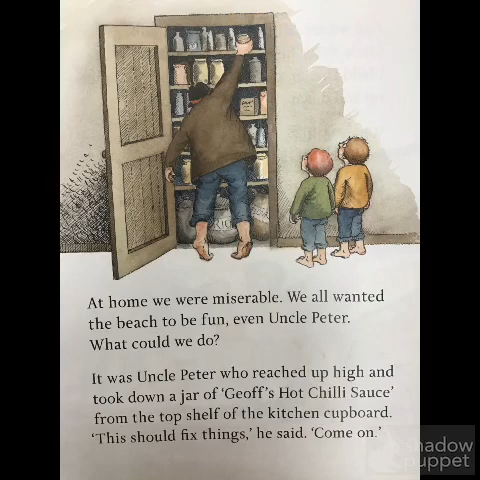 At home we were miserable. We all wanted
the beach to be fun, even Uncle Peter.
What could we do?
It was Uncle Peter who reached up high and
took down a jar of ‘Geoff’s Hot Chilli Sauce’
from the top shelf of the kitchen cupboard.
‘This should fix things,’ he said. ‘Come on.’
shadow
puppet